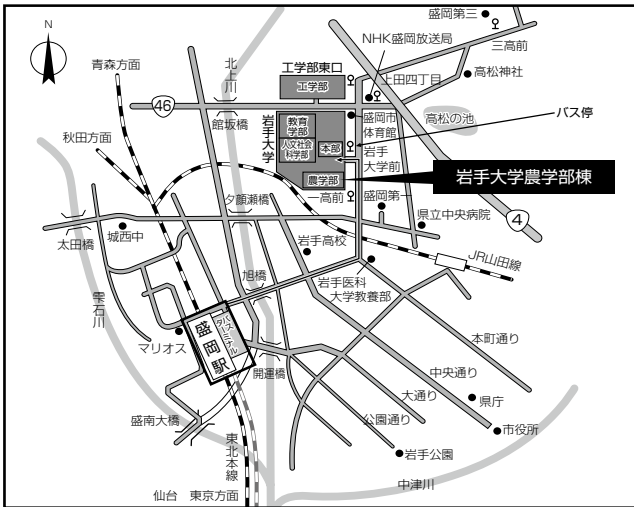 N
盛岡第三
三高前
NHK盛岡放送局
北上川
青森方面
工学部東口
工学部
上田四丁目
高松神社
46
館坂橋
岩手大学
教育
学部
人文社会
科学部
本部
盛岡市
体育館
高松の池
バス停
秋田方面
岩手
大学前
農学部
岩手大学農学部棟
一高前
盛岡第一
夕顔瀬橋
県立中央病院
4
太田橋
城西中
岩手高校
JR山田線
雫石川
旭橋
岩手医科
大学教養部
マリオス
盛岡駅
バス
ターミナル
開運橋
本町通り
中央通り
大通り
県庁
公園通り
市役所
盛南大橋
東北本線
岩手公園
中津川
仙台 東京方面